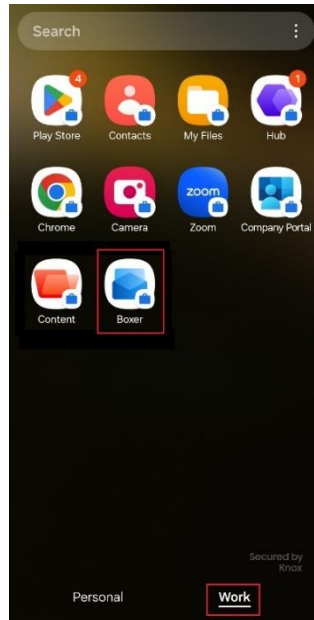 Search
4
1
Play Store Contacts My Files Hub
zoom
Chrome Camera Zoom Company Portal
Content Boxer
Secured by
Knox
Personal Work